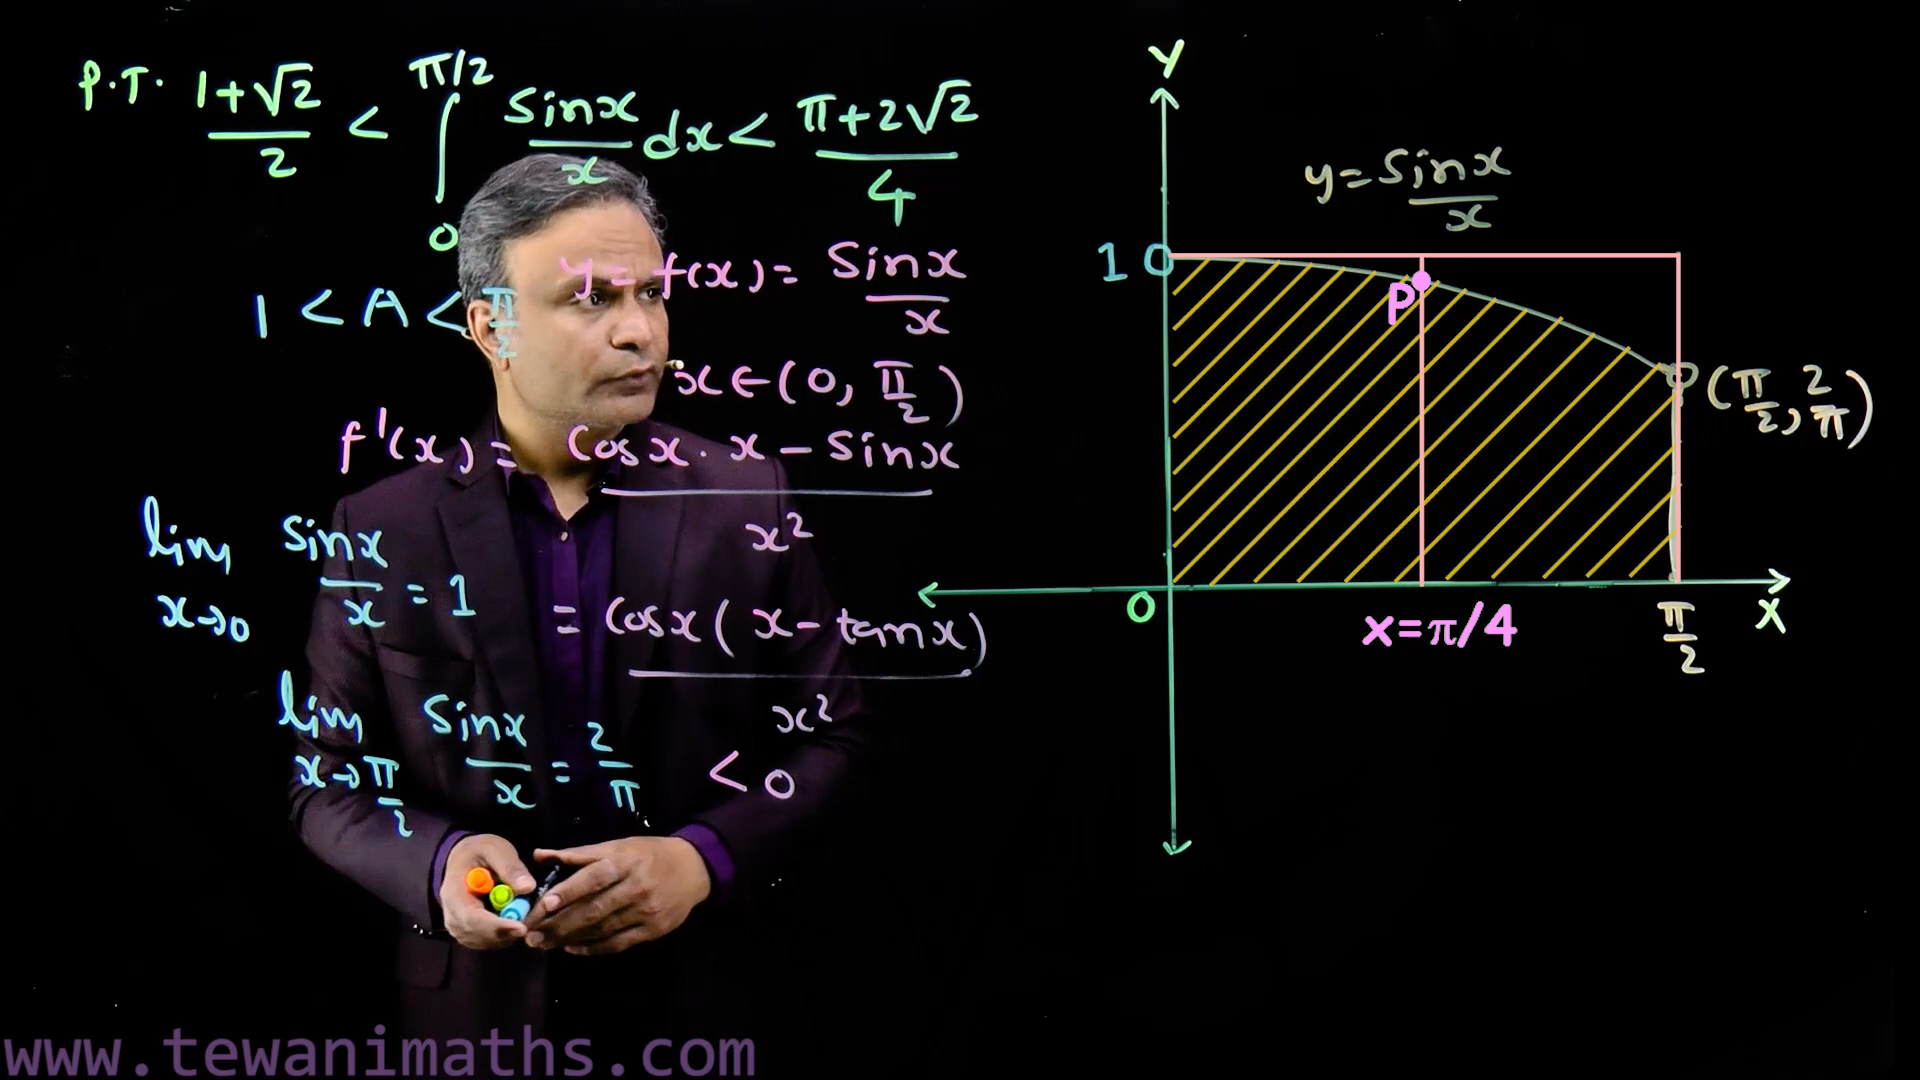 P.T. 1+√2/2 < ∫₀^π/2 sinx/x dx < π+2√2/4
1 < A < π/2
y = f(x) = sinx/x
x ∈ (0, π/2)
f'(x) = cosx · x − sinx / x²
lim x→0 sinx/x = 1
= cosx ( x − tanx ) / x²
lim x→π/2 sinx/x = 2/π
< 0
Y
y = sinx/x
1
P
(π/2, 2/π)
0
x=π/4
π/2
X
www.tewanimaths.com